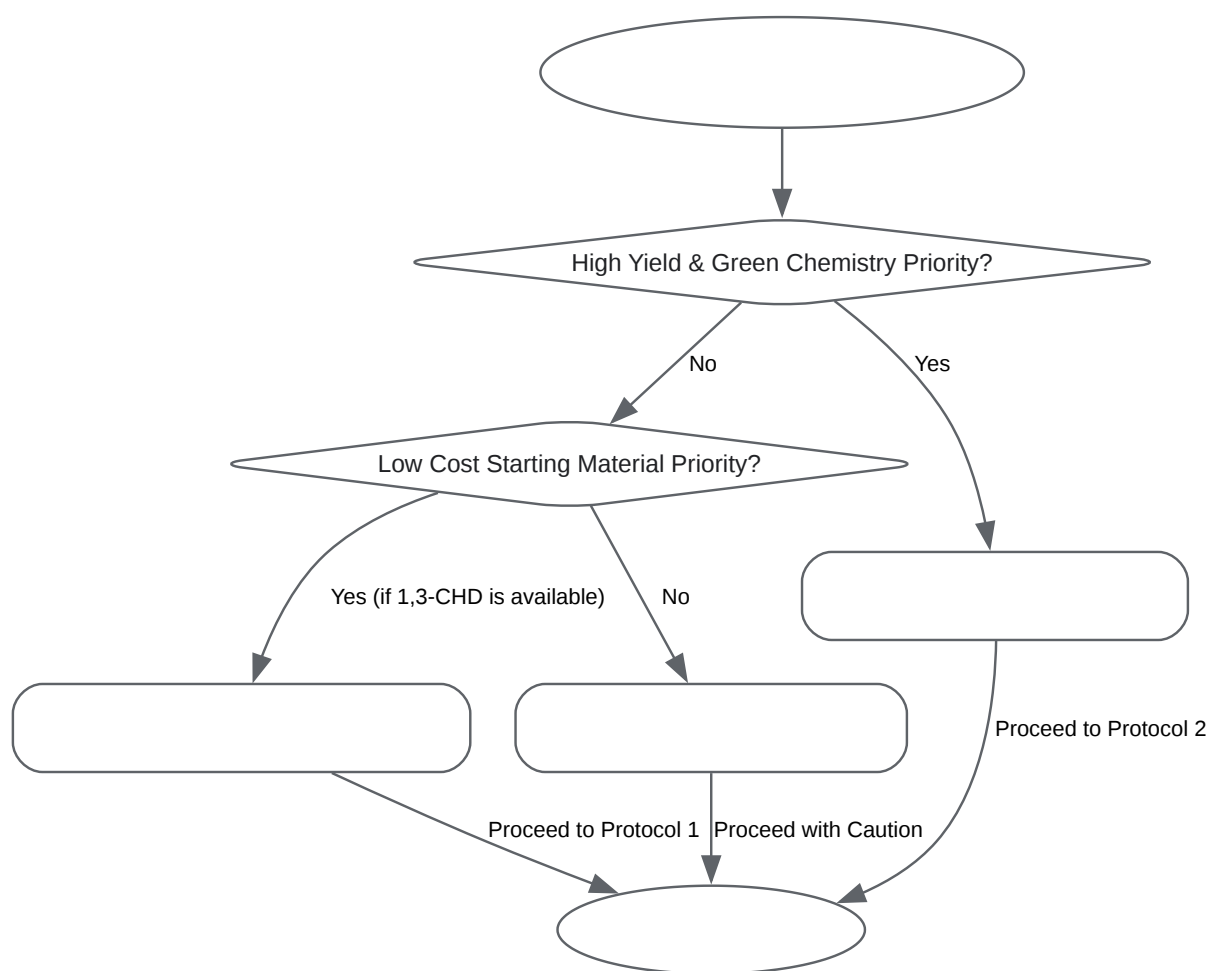 High Yield & Green Chemistry Priority?
No
Yes
Low Cost Starting Material Priority?
Yes (if 1,3-CHD is available)
No
Proceed to Protocol 2
Proceed to Protocol 1
Proceed with Caution